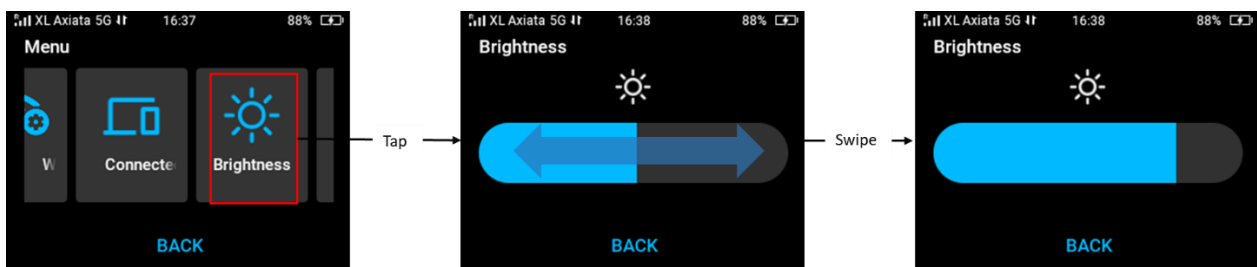 XL Axiata 5G 16:37 88%
Menu
W Connecte Brightness
BACK
Tap
XL Axiata 5G 16:38 88%
Brightness
BACK
Swipe
XL Axiata 5G 16:38 88%
Brightness
BACK